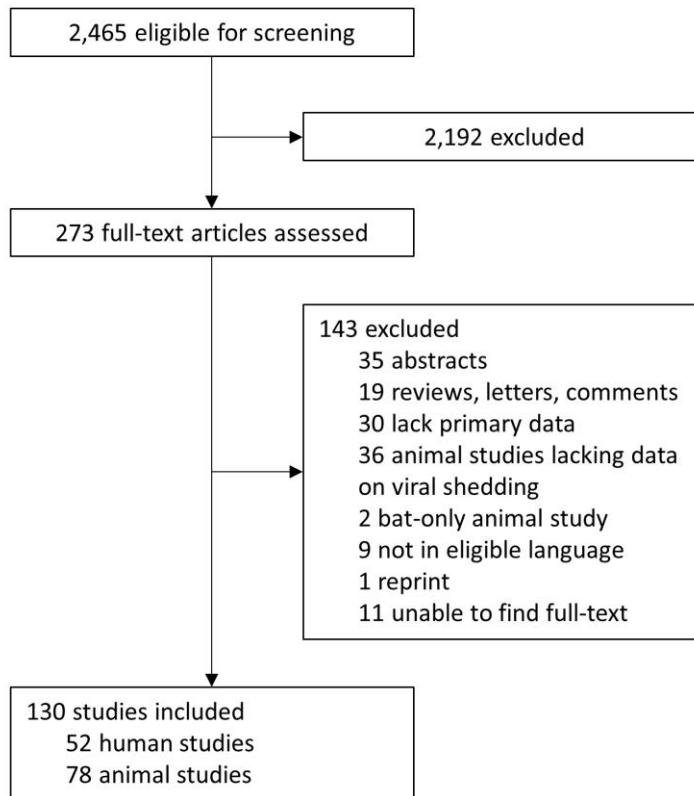 2,465 eligible for screening
2,192 excluded
273 full-text articles assessed
143 excluded
35 abstracts
19 reviews, letters, comments
30 lack primary data
36 animal studies lacking data
on viral shedding
2 bat-only animal study
9 not in eligible language
1 reprint
11 unable to find full-text
130 studies included
52 human studies
78 animal studies